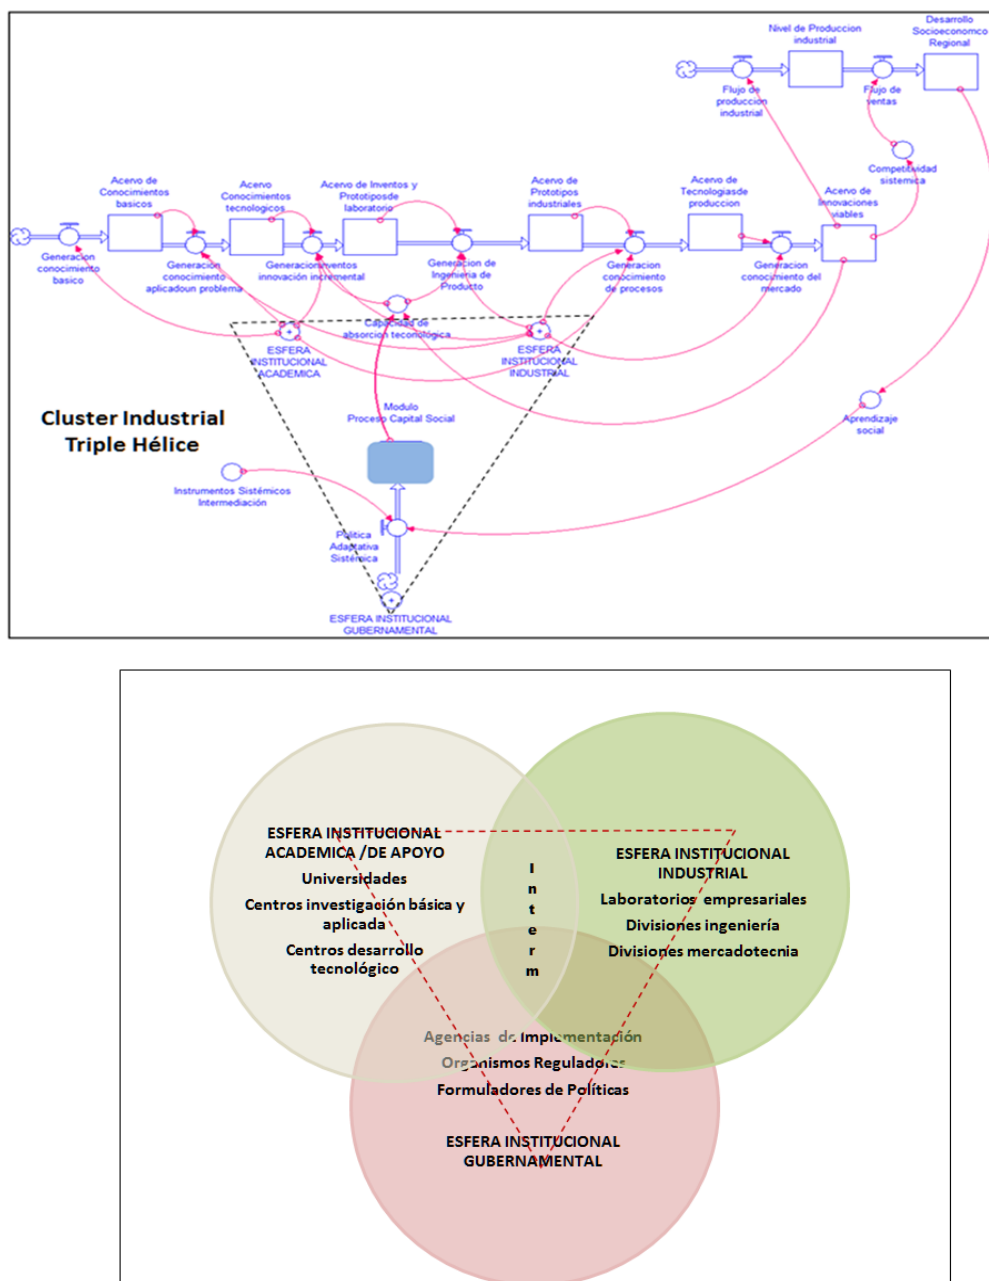 Nivel de Produccion
industrial
Desarrollo
Socioeconomco
Regional
Flujo de
produccion
industrial
Flujo de
ventas
Competitividad
sistemica
Acervo de
Conocimientos
basicos
Acervo
Conocimientos
tecnologicos
Acervo de Inventos y
Prototiposde
laboratorio
Acervo de
Prototipos
industriales
Acervo de
Tecnologiasde
produccion
Acervo de
Innovaciones
viables
Generacion
conocimiento
basico
Generacion
conocimiento
aplicadoun problema
innovación incremental
Generacion de
Ingenieria de
Producto
Generacion
conocimiento
de procesos
Generacion
conocimiento del
mercado
Capacidad de
absorcion teconológica
ESFERA
INSTITUCIONAL
ACADEMICA
ESFERA
INSTITUCIONAL
INDUSTRIAL
Cluster Industrial
Triple Hélice
Modulo
Proceso Capital Social
Aprendizaje
social
Instrumentos Sistémicos
Intermediación
Politica
Adaptativa
Sistémica
ESFERA INSTITUCIONAL
GUBERNAMENTAL
ESFERA INSTITUCIONAL
ACADEMICA /DE APOYO
Universidades
Centros investigación básica y
aplicada
Centros desarrollo
tecnológico
I
n
t
e
r
m
ESFERA INSTITUCIONAL
INDUSTRIAL
Laboratorios empresariales
Divisiones ingeniería
Divisiones mercadotecnia
Agencias de Implementación
Organismos Reguladores
Formuladores de Políticas
ESFERA INSTITUCIONAL
GUBERNAMENTAL